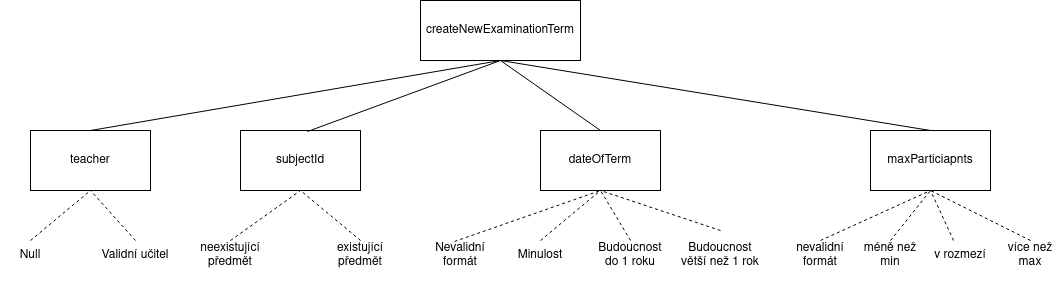 createNewExaminationTerm
teacher
subjectId
dateOfTerm
maxParticiapnts
Null
Validní učitel
neexistující
předmět
existující
předmět
Nevalidní
formát
Minulost
Budoucnost
do 1 roku
Budoucnost
větší než 1 rok
nevalidní
formát
méně než
min
v rozmezí
více než
max